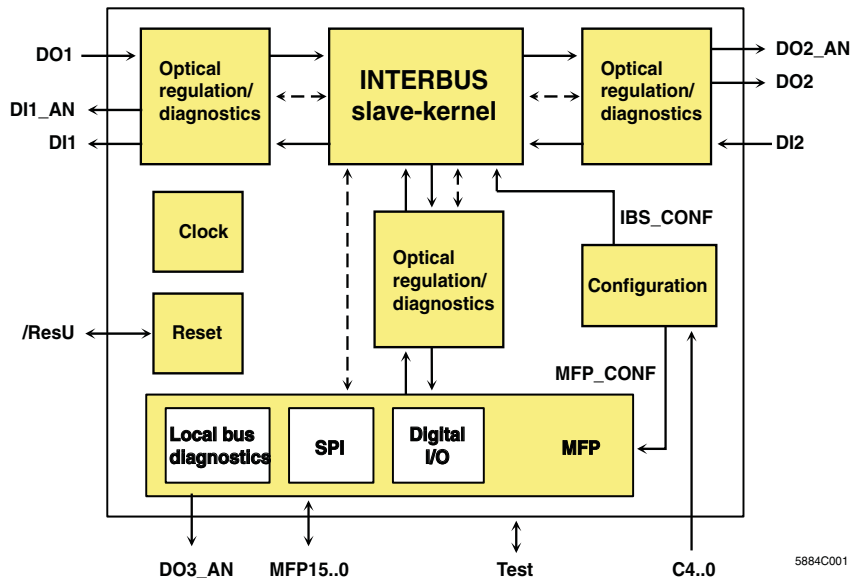 DO1
DI1_AN
DI1
Optical
regulation/
diagnostics
INTERBUS
slave-kernel
Optical
regulation/
diagnostics
DO2_AN
DO2
DI2
Clock
Optical
regulation/
diagnostics
IBS_CONF
Configuration
/ResU
Reset
MFP_CONF
Local bus
diagnostics
SPI
Digital
I/O
MFP
DO3_AN
MFP15..0
Test
C4..0
5884C001